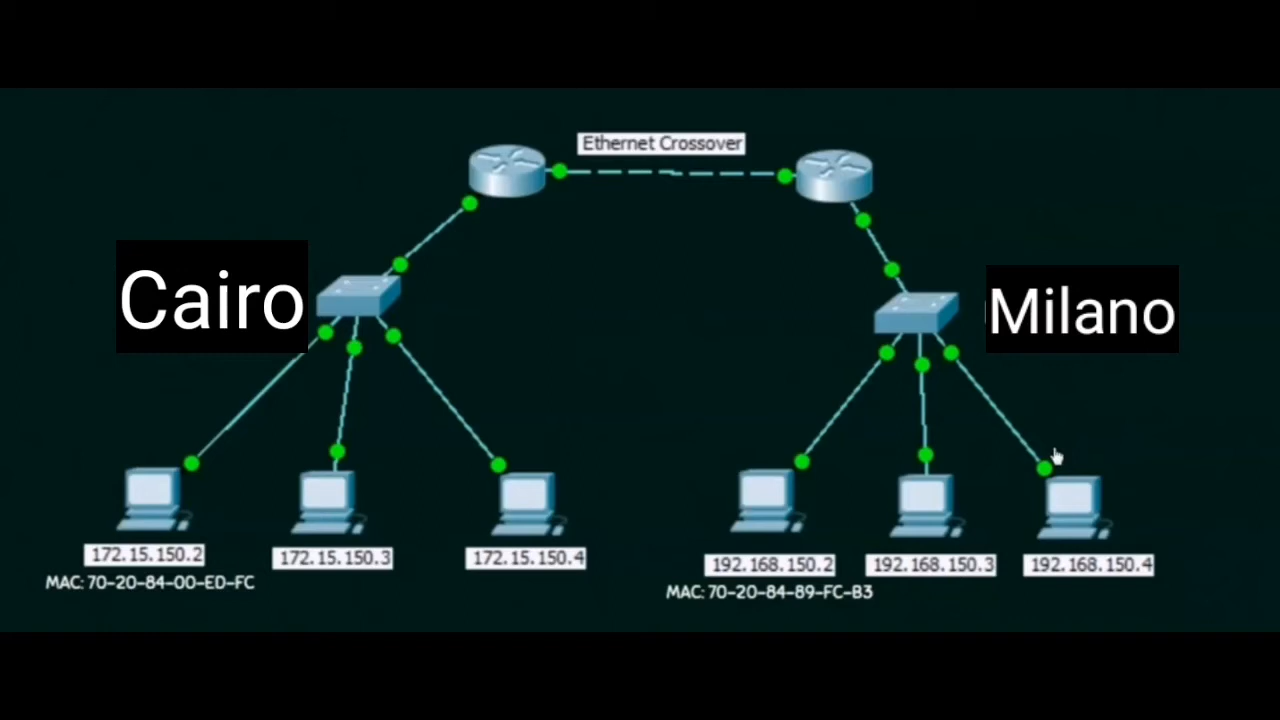 Ethernet Crossover
Cairo
Milano
172.15.150.2
172.15.150.3
172.15.150.4
192.168.150.2
192.168.150.3
192.168.150.4
MAC: 70-20-84-00-ED-FC
MAC: 70-20-84-89-FC-B3